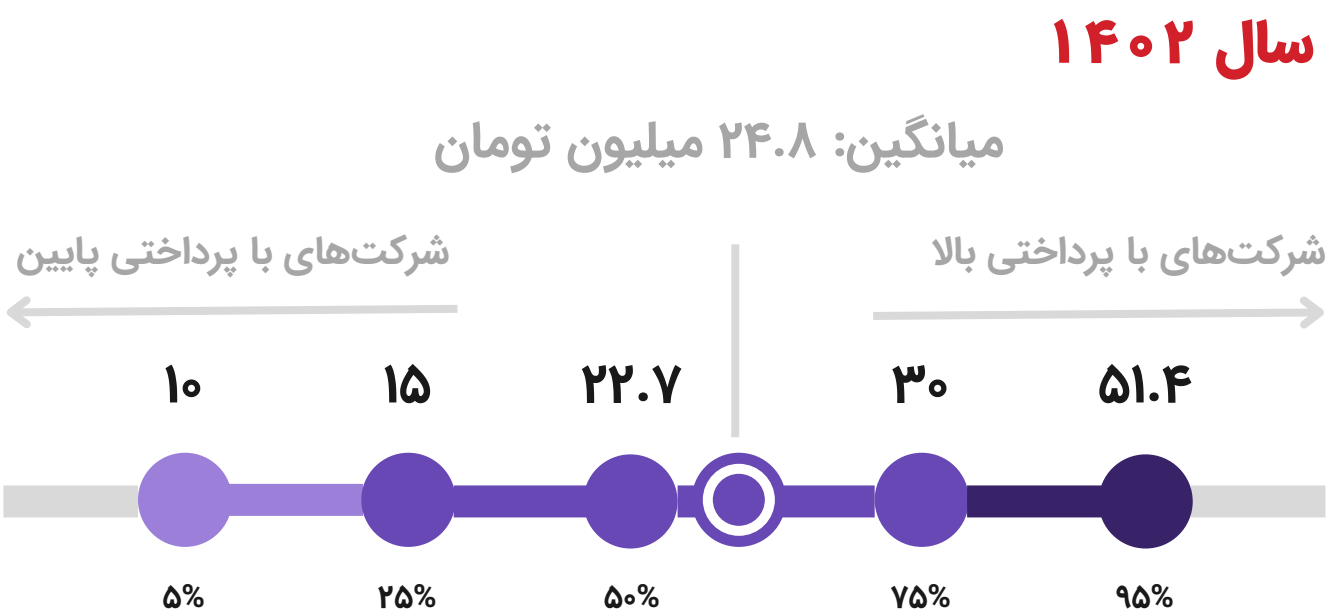 سال ۱۴۰۲
میانگین: ۲۴.۸ میلیون تومان
شرکت‌های با پرداختی بالا
شرکت‌های با پرداختی پایین
۱۰ ۱۵ ۲۲.۷ ۳۰ ۵۱.۴
۵% ۲۵% ۵۰% ۷۵% ۹۵%